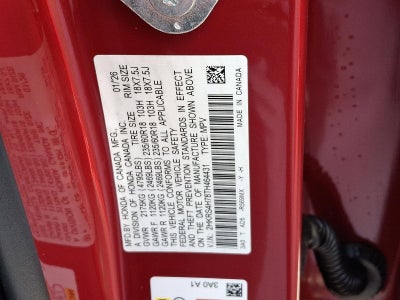 MFD. BY HONDA OF CANADA MFG. 01/26
A DIV. OF HONDA CANADA INC.
TIRE SIZE RIM SIZE
GVWR 2175KG (4795LBS)
GAWR F 1120KG (2469LBS) 235/60R18 103H 18X7.5J
GAWR R 1120KG (2469LBS) 235/60R18 103H 18X7.5J
THIS VEHICLE CONFORMS TO ALL APPLICABLE
FEDERAL MOTOR VEHICLE SAFETY
AND THEFT PREVENTION STANDARDS IN EFFECT
ON THE DATE OF MANUFACTURE SHOWN ABOVE.
TYPE: MPV
MADE IN CANADA
3A0 A1